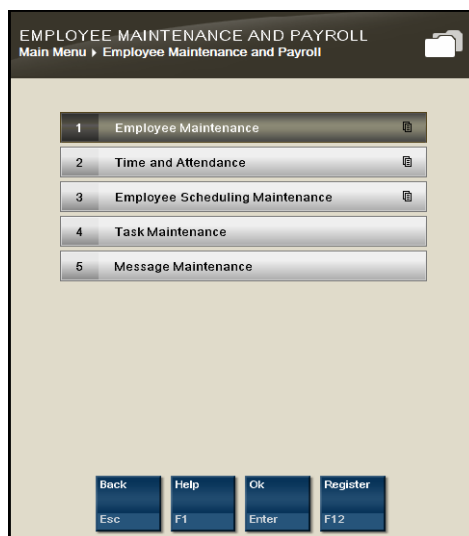 EMPLOYEE MAINTENANCE AND PAYROLL
Main Menu ▸ Employee Maintenance and Payroll
1 Employee Maintenance
2 Time and Attendance
3 Employee Scheduling Maintenance
4 Task Maintenance
5 Message Maintenance
Back Help Ok Register
Esc F1 Enter F12